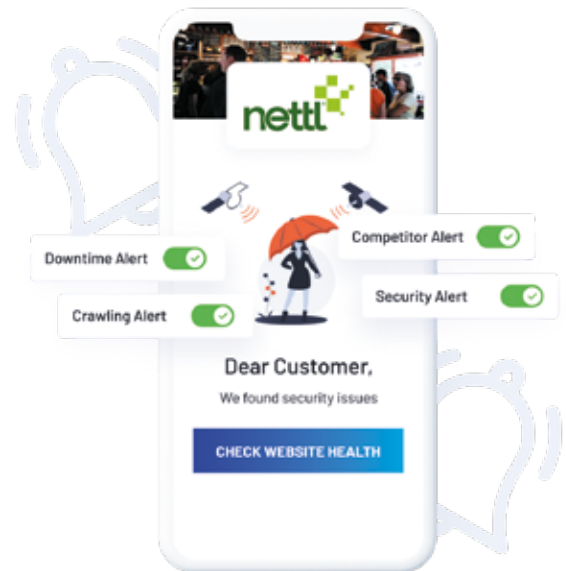 nettl
Downtime Alert
Competitor Alert
Crawling Alert
Security Alert
Dear Customer,
We found security issues
CHECK WEBSITE HEALTH